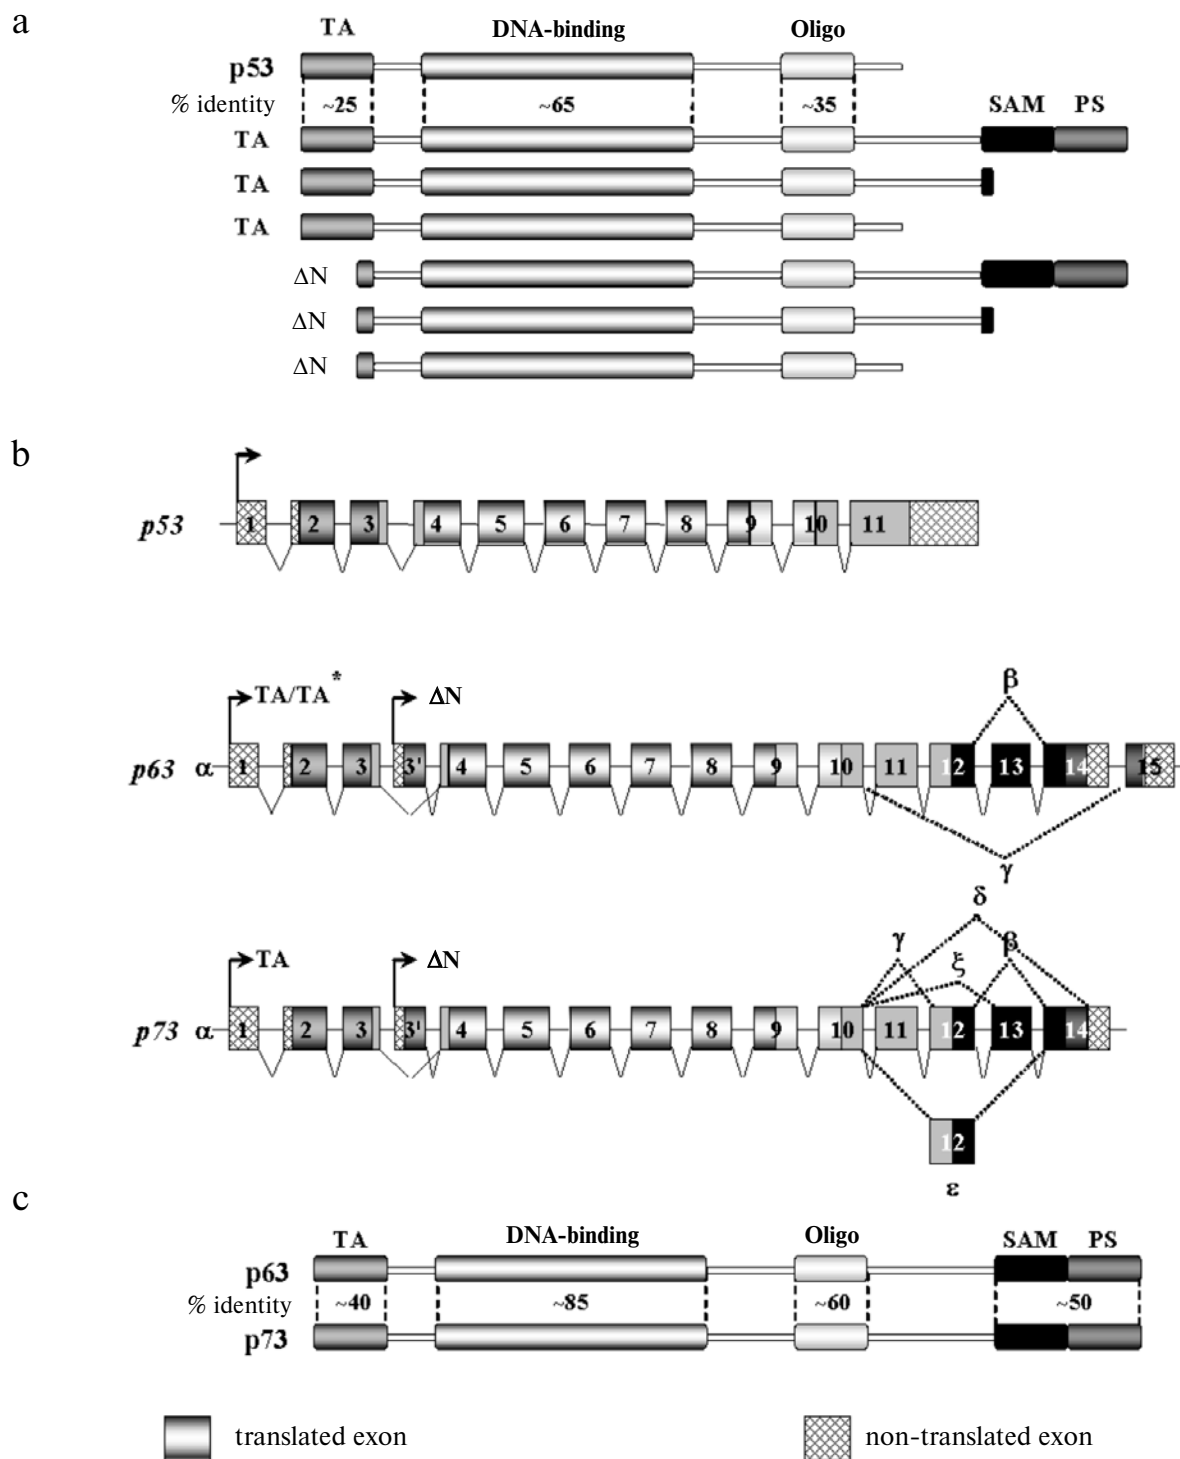 a
TA DNA-binding Oligo
p53
% identity ~25 ~65 ~35 SAM PS
TA
TA
TA
ΔN
ΔN
ΔN
b
p53 1 2 3 4 5 6 7 8 9 10 11
TA/TA* ΔN β
p63 α 1 2 3 3' 4 5 6 7 8 9 10 11 12 13 14 15
γ
δ
TA ΔN γ ξ β
p73 α 1 2 3 3' 4 5 6 7 8 9 10 11 12 13 14
12
ε
c
TA DNA-binding Oligo SAM PS
p63
% identity ~40 ~85 ~60 ~50
p73
translated exon non-translated exon